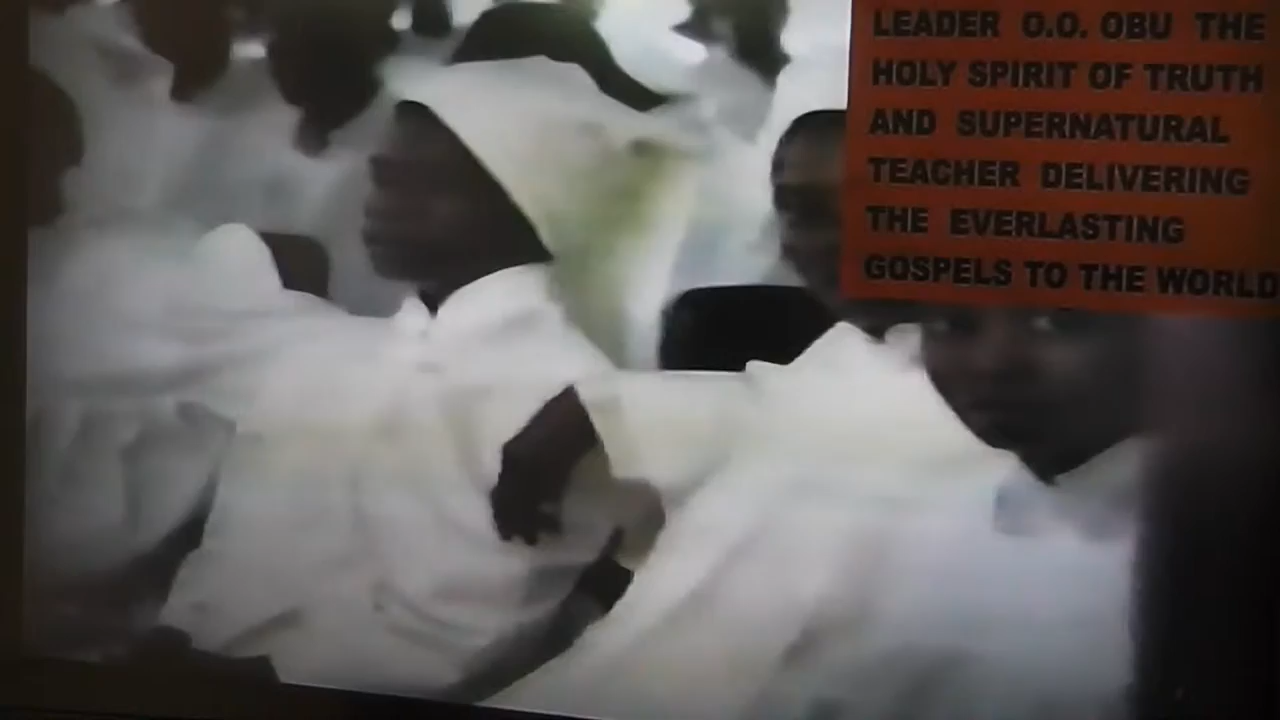 LEADER O.O. OBU THE
HOLY SPIRIT OF TRUTH
AND SUPERNATURAL
TEACHER DELIVERING
THE EVERLASTING
GOSPELS TO THE WORLD